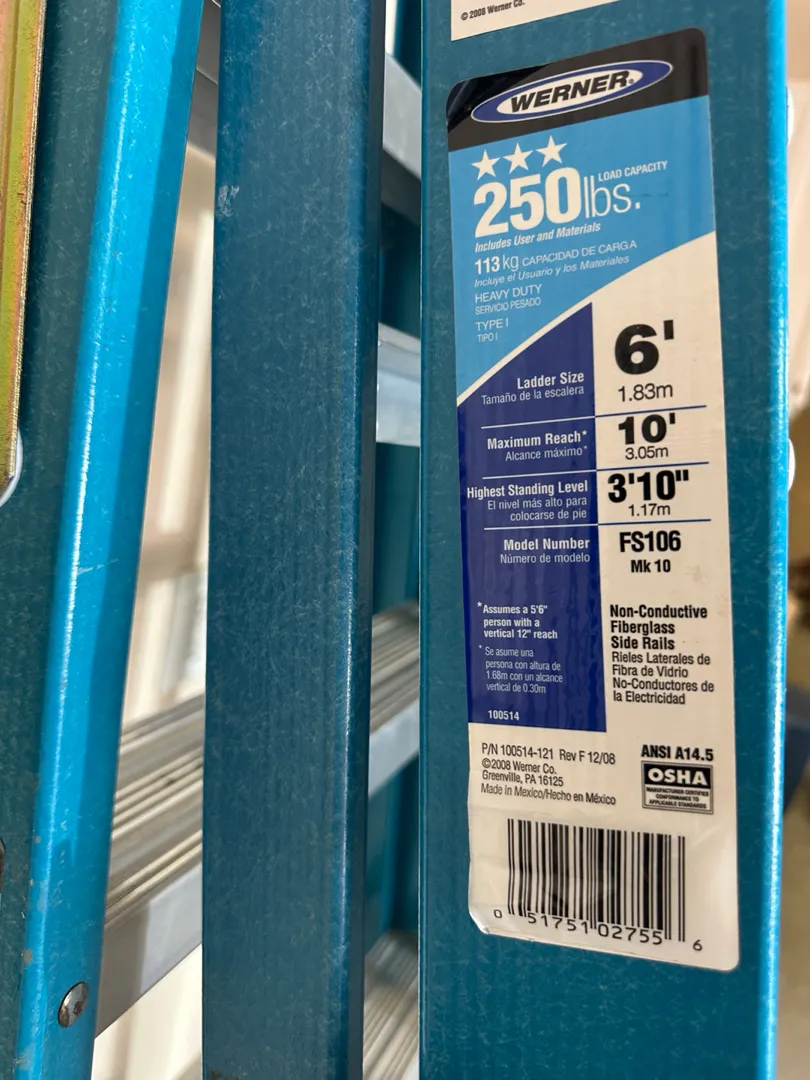 © 2008 Werner Co.
WERNER®
250lbs. LOAD CAPACITY
Includes User and Materials
113 kg CAPACIDAD DE CARGA
Incluye el Usuario y los Materiales
HEAVY DUTY
SERVICIO PESADO
TYPE I
TIPO I
Ladder Size 6'
Tamaño de la escalera 1.83m
Maximum Reach* 10'
Alcance máximo* 3.05m
Highest Standing Level 3'10"
El nivel más alto para 1.17m
colocarse de pie
Model Number FS106
Número de modelo Mk 10
*Assumes a 5'6"
person with a
vertical 12" reach
* Se asume una
persona con altura de
1.68m con un alcance
vertical de 0.30m
100514
Non-Conductive
Fiberglass
Side Rails
Rieles Laterales de
Fibra de Vidrio
No-Conductores de
la Electricidad
P/N 100514-121 Rev F 12/08
©2008 Werner Co.
Greenville, PA 16125
Made in Mexico/Hecho en México
ANSI A14.5
OSHA
MANUFACTURER CERTIFIES
CONFORMANCE TO
APPLICABLE STANDARDS
0 51751 02755 6